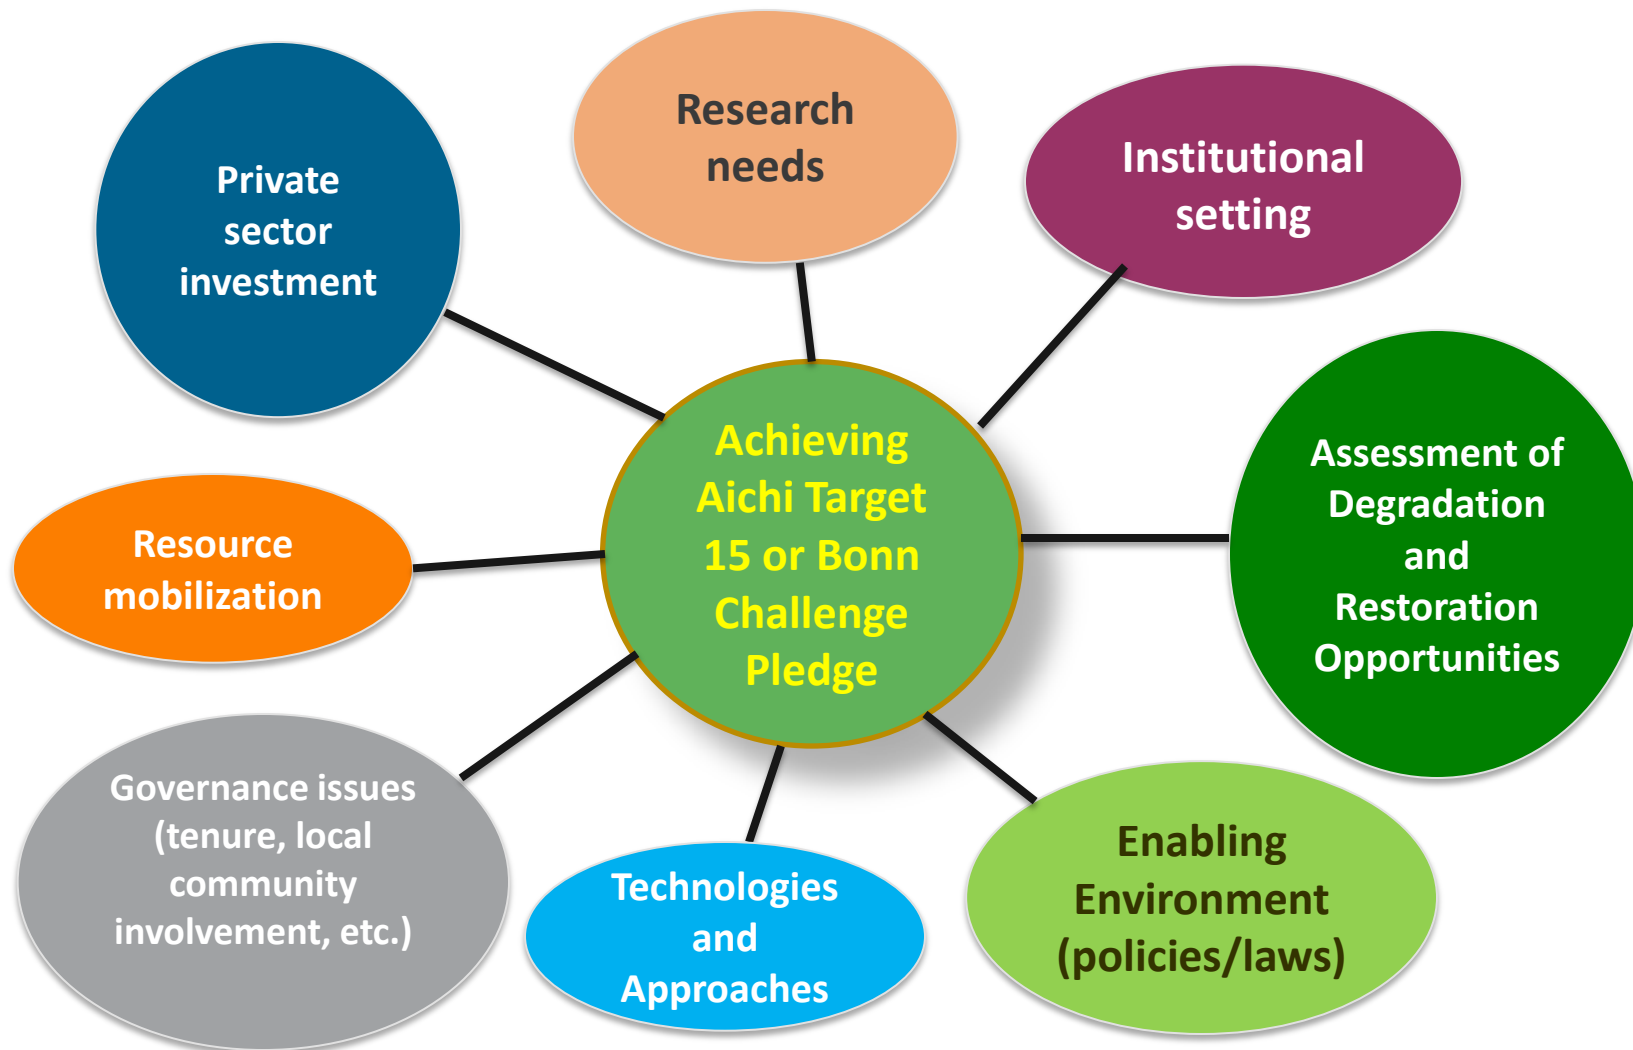 Private
sector
investment
Research
needs
Institutional
setting
Achieving
Aichi Target
15 or Bonn
Challenge
Pledge
Assessment of
Degradation
and
Restoration
Opportunities
Resource
mobilization
Governance issues
(tenure, local
community
involvement, etc.)
Technologies
and
Approaches
Enabling
Environment
(policies/laws)